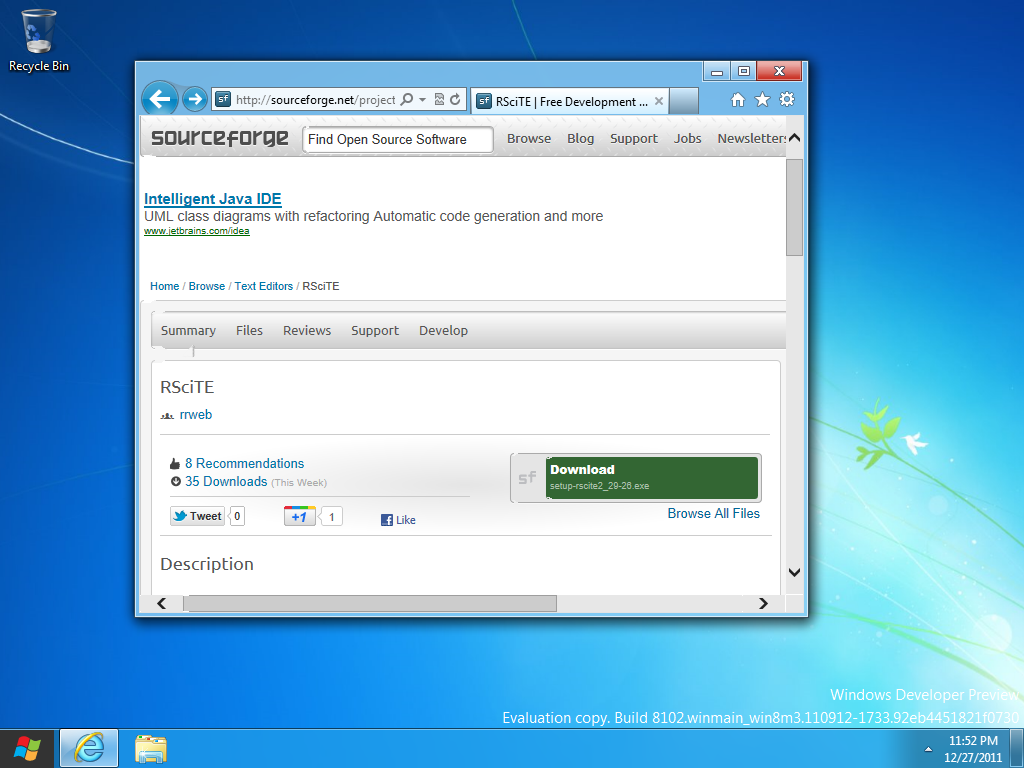 Recycle Bin
http://sourceforge.net/project
sf RSciTE | Free Development ...
sourceforge
Find Open Source Software
Browse Blog Support Jobs Newsletters
Intelligent Java IDE
UML class diagrams with refactoring Automatic code generation and more
www.jetbrains.com/idea
Home / Browse / Text Editors / RSciTE
Summary Files Reviews Support Develop
RSciTE
rrweb
8 Recommendations
35 Downloads (This Week)
sf Download
setup-rscite2_29-26.exe
Tweet 0 +1 1 Like
Browse All Files
Description
Windows Developer Preview
Evaluation copy. Build 8102.winmain_win8m3.110912-1733.92eb4451821f0730
11:52 PM
12/27/2011